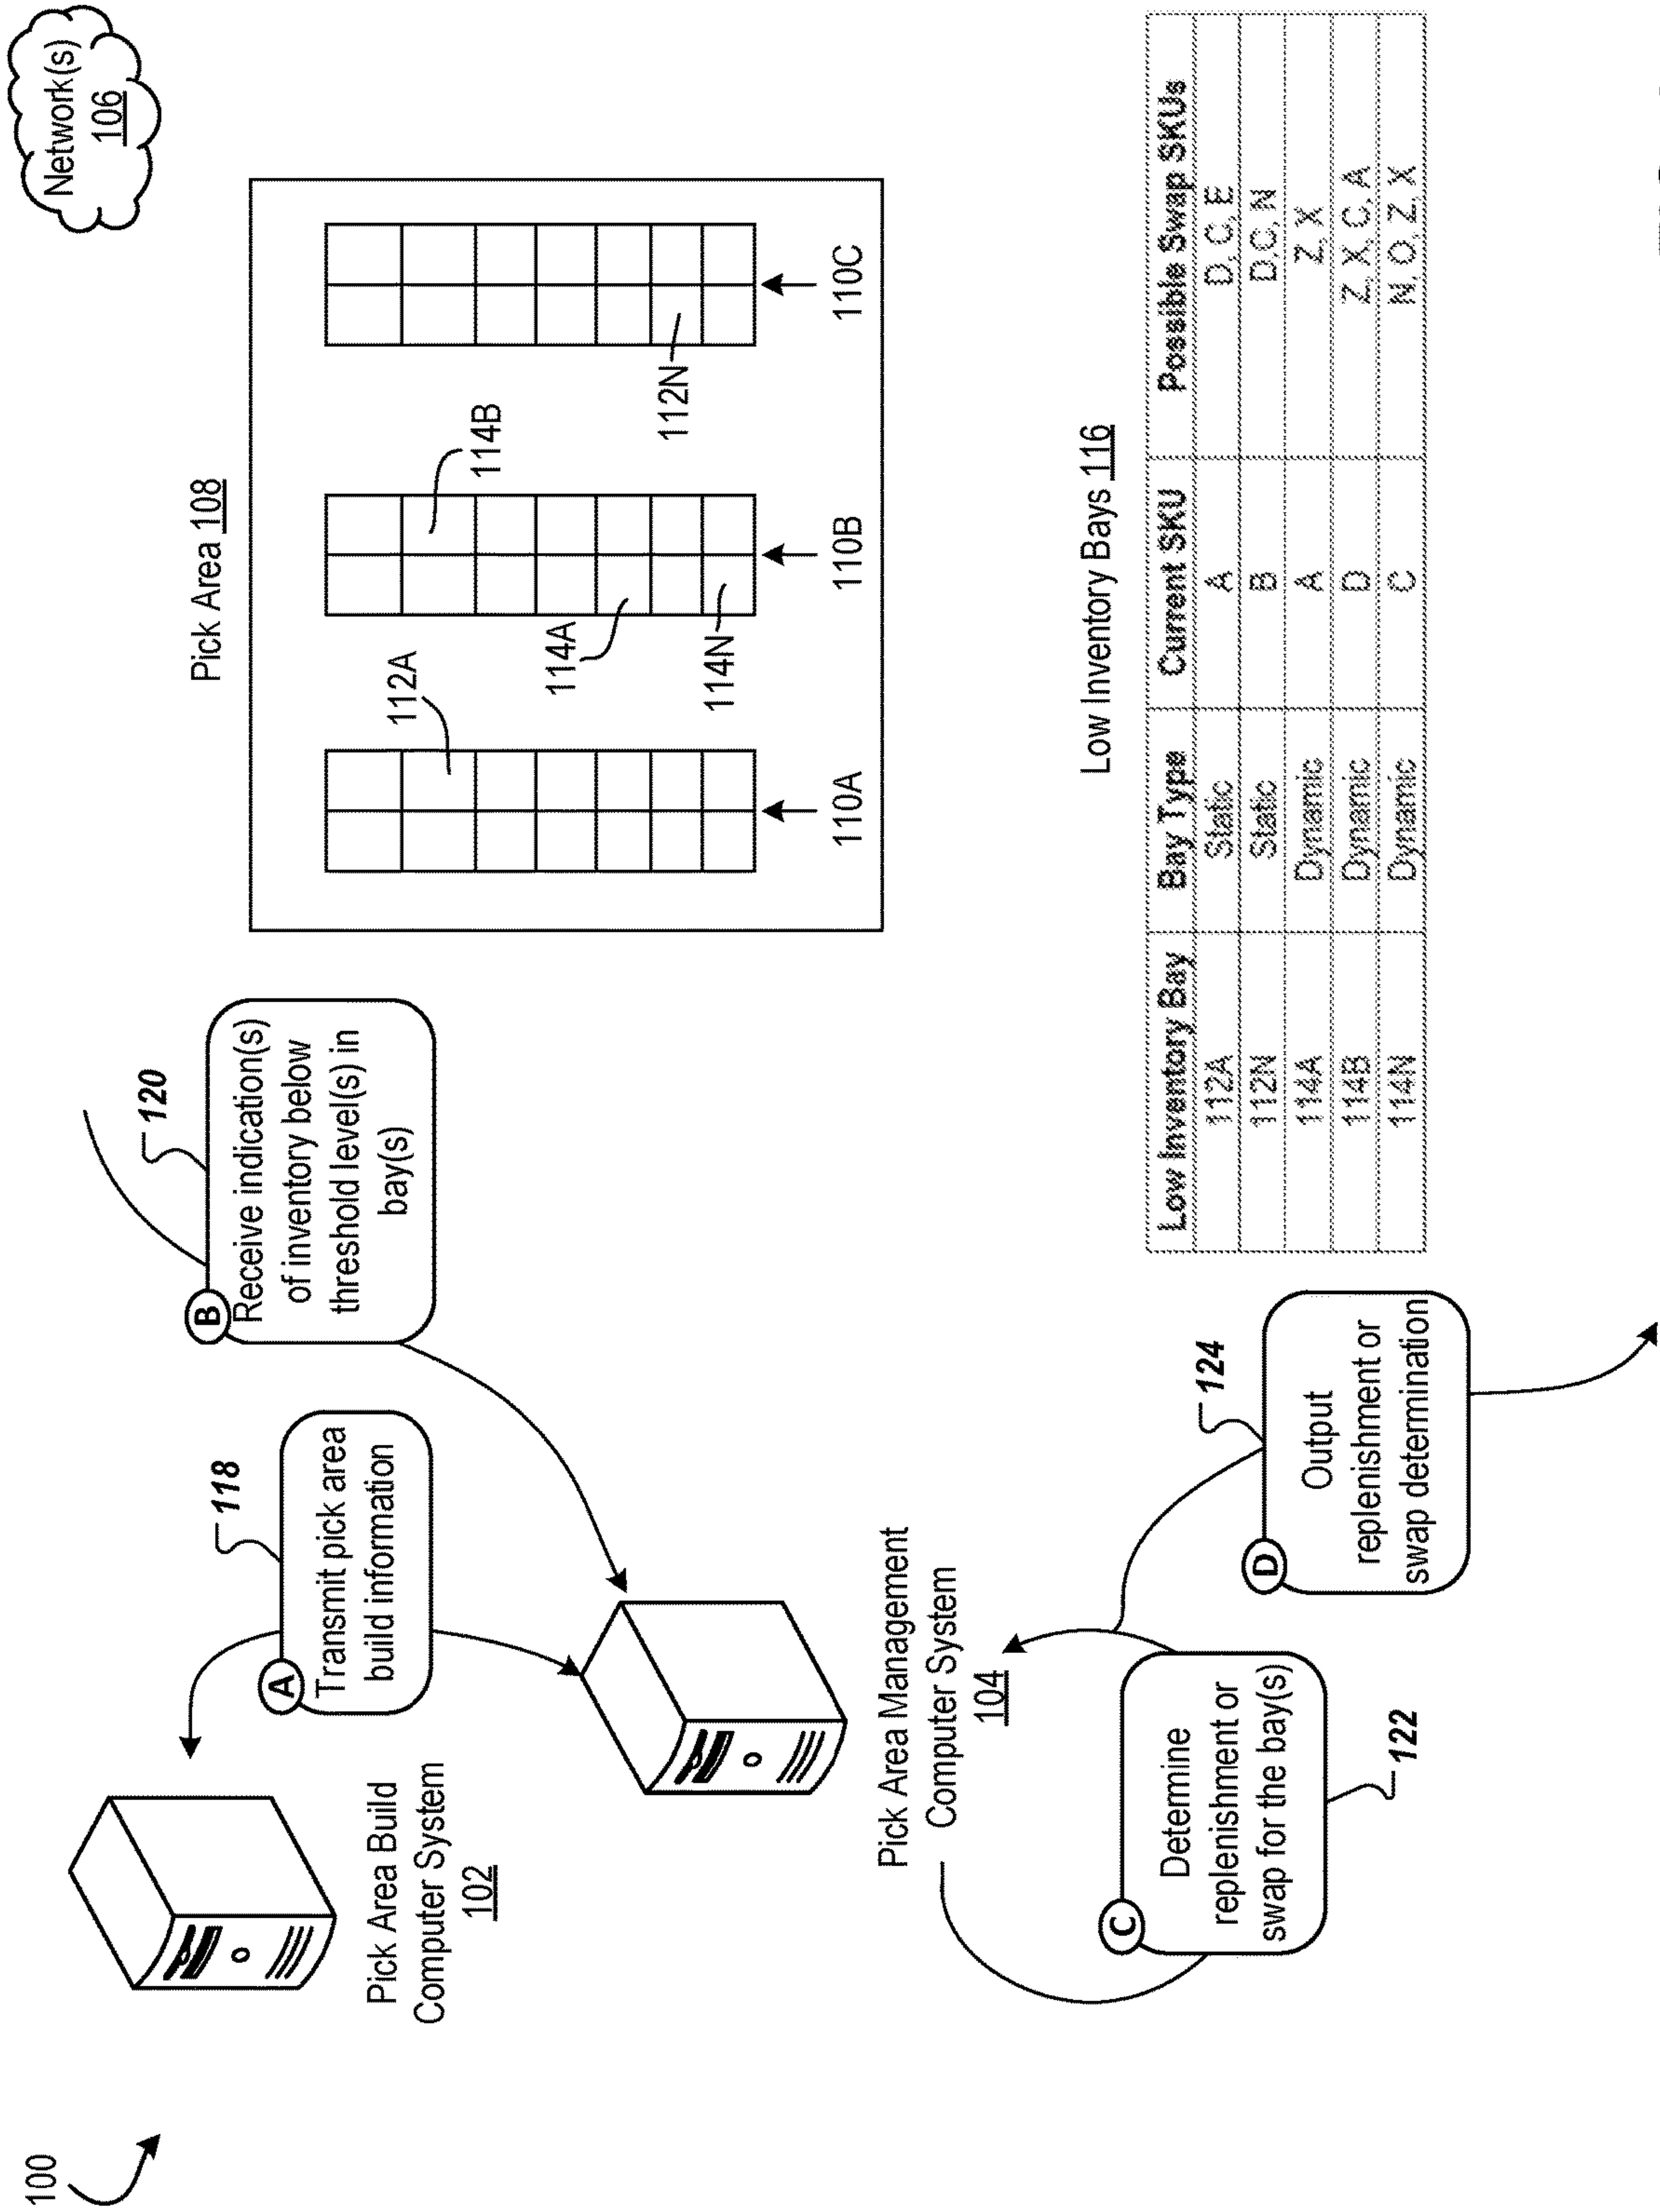 100
Network(s)
106
Pick Area Build
Computer System
102
118
A
Transmit pick area
build information
120
B
Receive indication(s)
of inventory below
threshold level(s) in
bay(s)
Pick Area 108
112A
114A
114N
114B
112N
110A
110B
110C
Pick Area Management
Computer System
104
C
Determine
replenishment or
swap for the bay(s)
122
124
D
Output
replenishment or
swap determination
Low Inventory Bays 116
Low Inventory Bay Bay Type Current SKU Possible Swap SKUs
112A Static A D, C, E
112N Static B D,C, N
114A Dynamic A Z, X
114B Dynamic D Z, X, C, A
114N Dynamic C N, O, Z, X